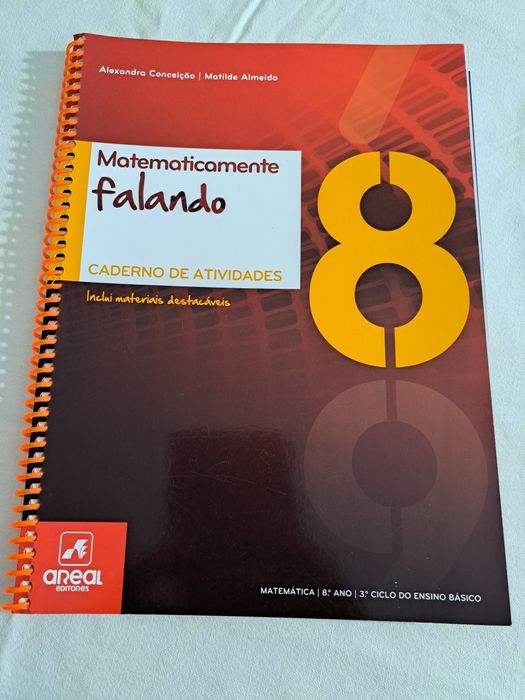 Alexandra Conceição | Matilde Almeida
Matematicamente
falando
8
CADERNO DE ATIVIDADES
Inclui materiais destacáveis
9
areal
EDITORES
MATEMÁTICA | 8.º ANO | 3.º CICLO DO ENSINO BÁSICO